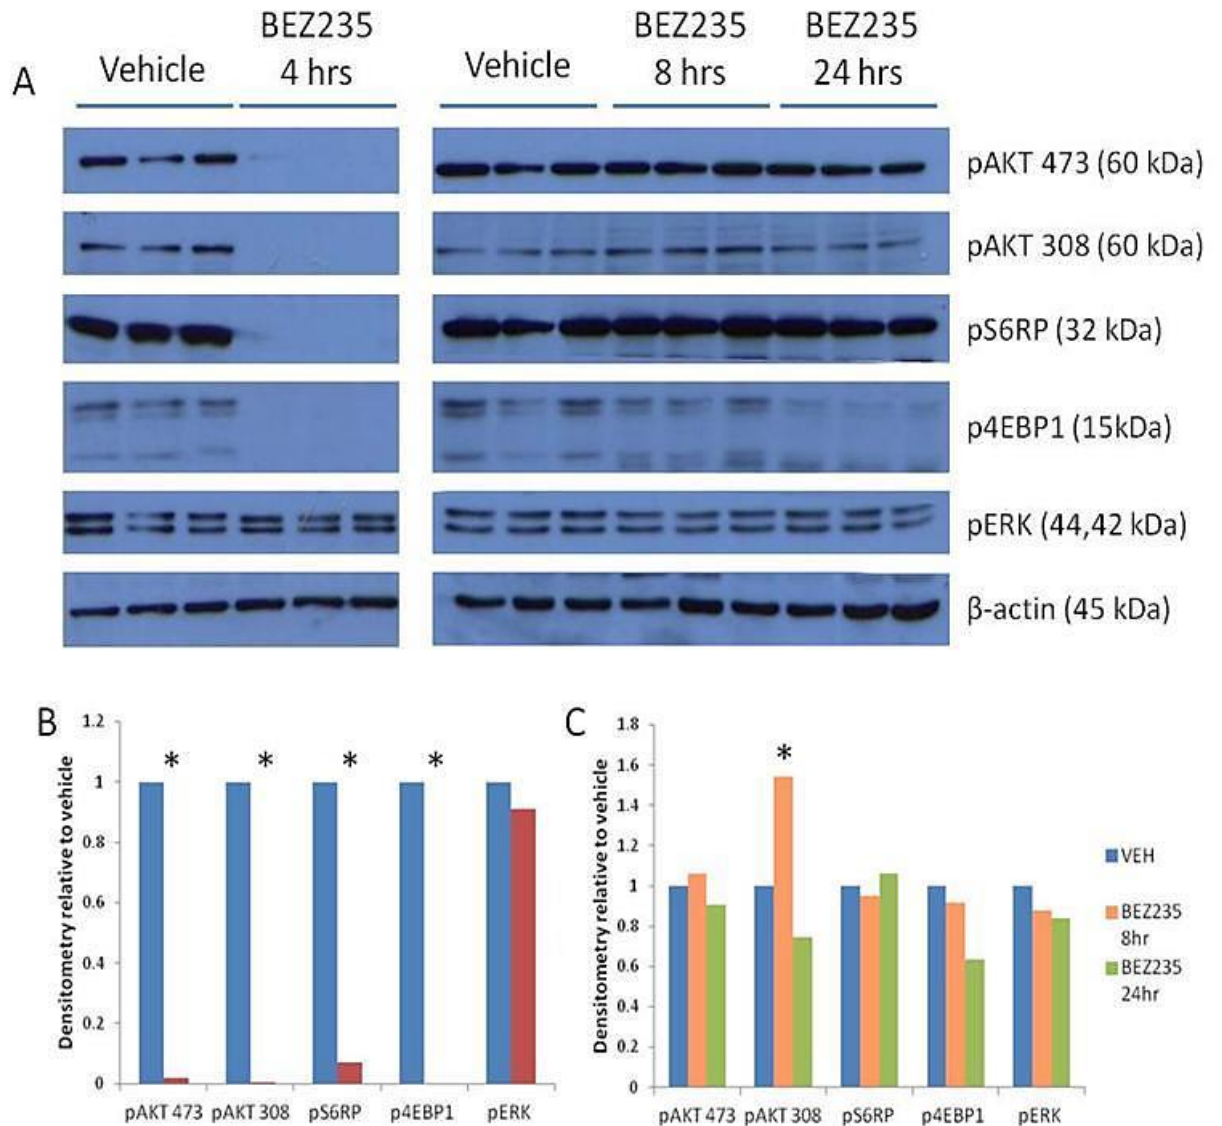 A
Vehicle
BEZ235
4 hrs
Vehicle
BEZ235
8 hrs
BEZ235
24 hrs
pAKT 473 (60 kDa)
pAKT 308 (60 kDa)
pS6RP (32 kDa)
p4EBP1 (15kDa)
pERK (44,42 kDa)
β-actin (45 kDa)
B
Densitometry relative to vehicle
1.2
1
0.8
0.6
0.4
0.2
0
* * * *
pAKT 473 pAKT 308 pS6RP p4EBP1 pERK
C
Densitometry relative to vehicle
1.8
1.6
1.4
1.2
1
0.8
0.6
0.4
0.2
0
*
pAKT 473 pAKT 308 pS6RP p4EBP1 pERK
VEH
BEZ235
8hr
BEZ235
24hr